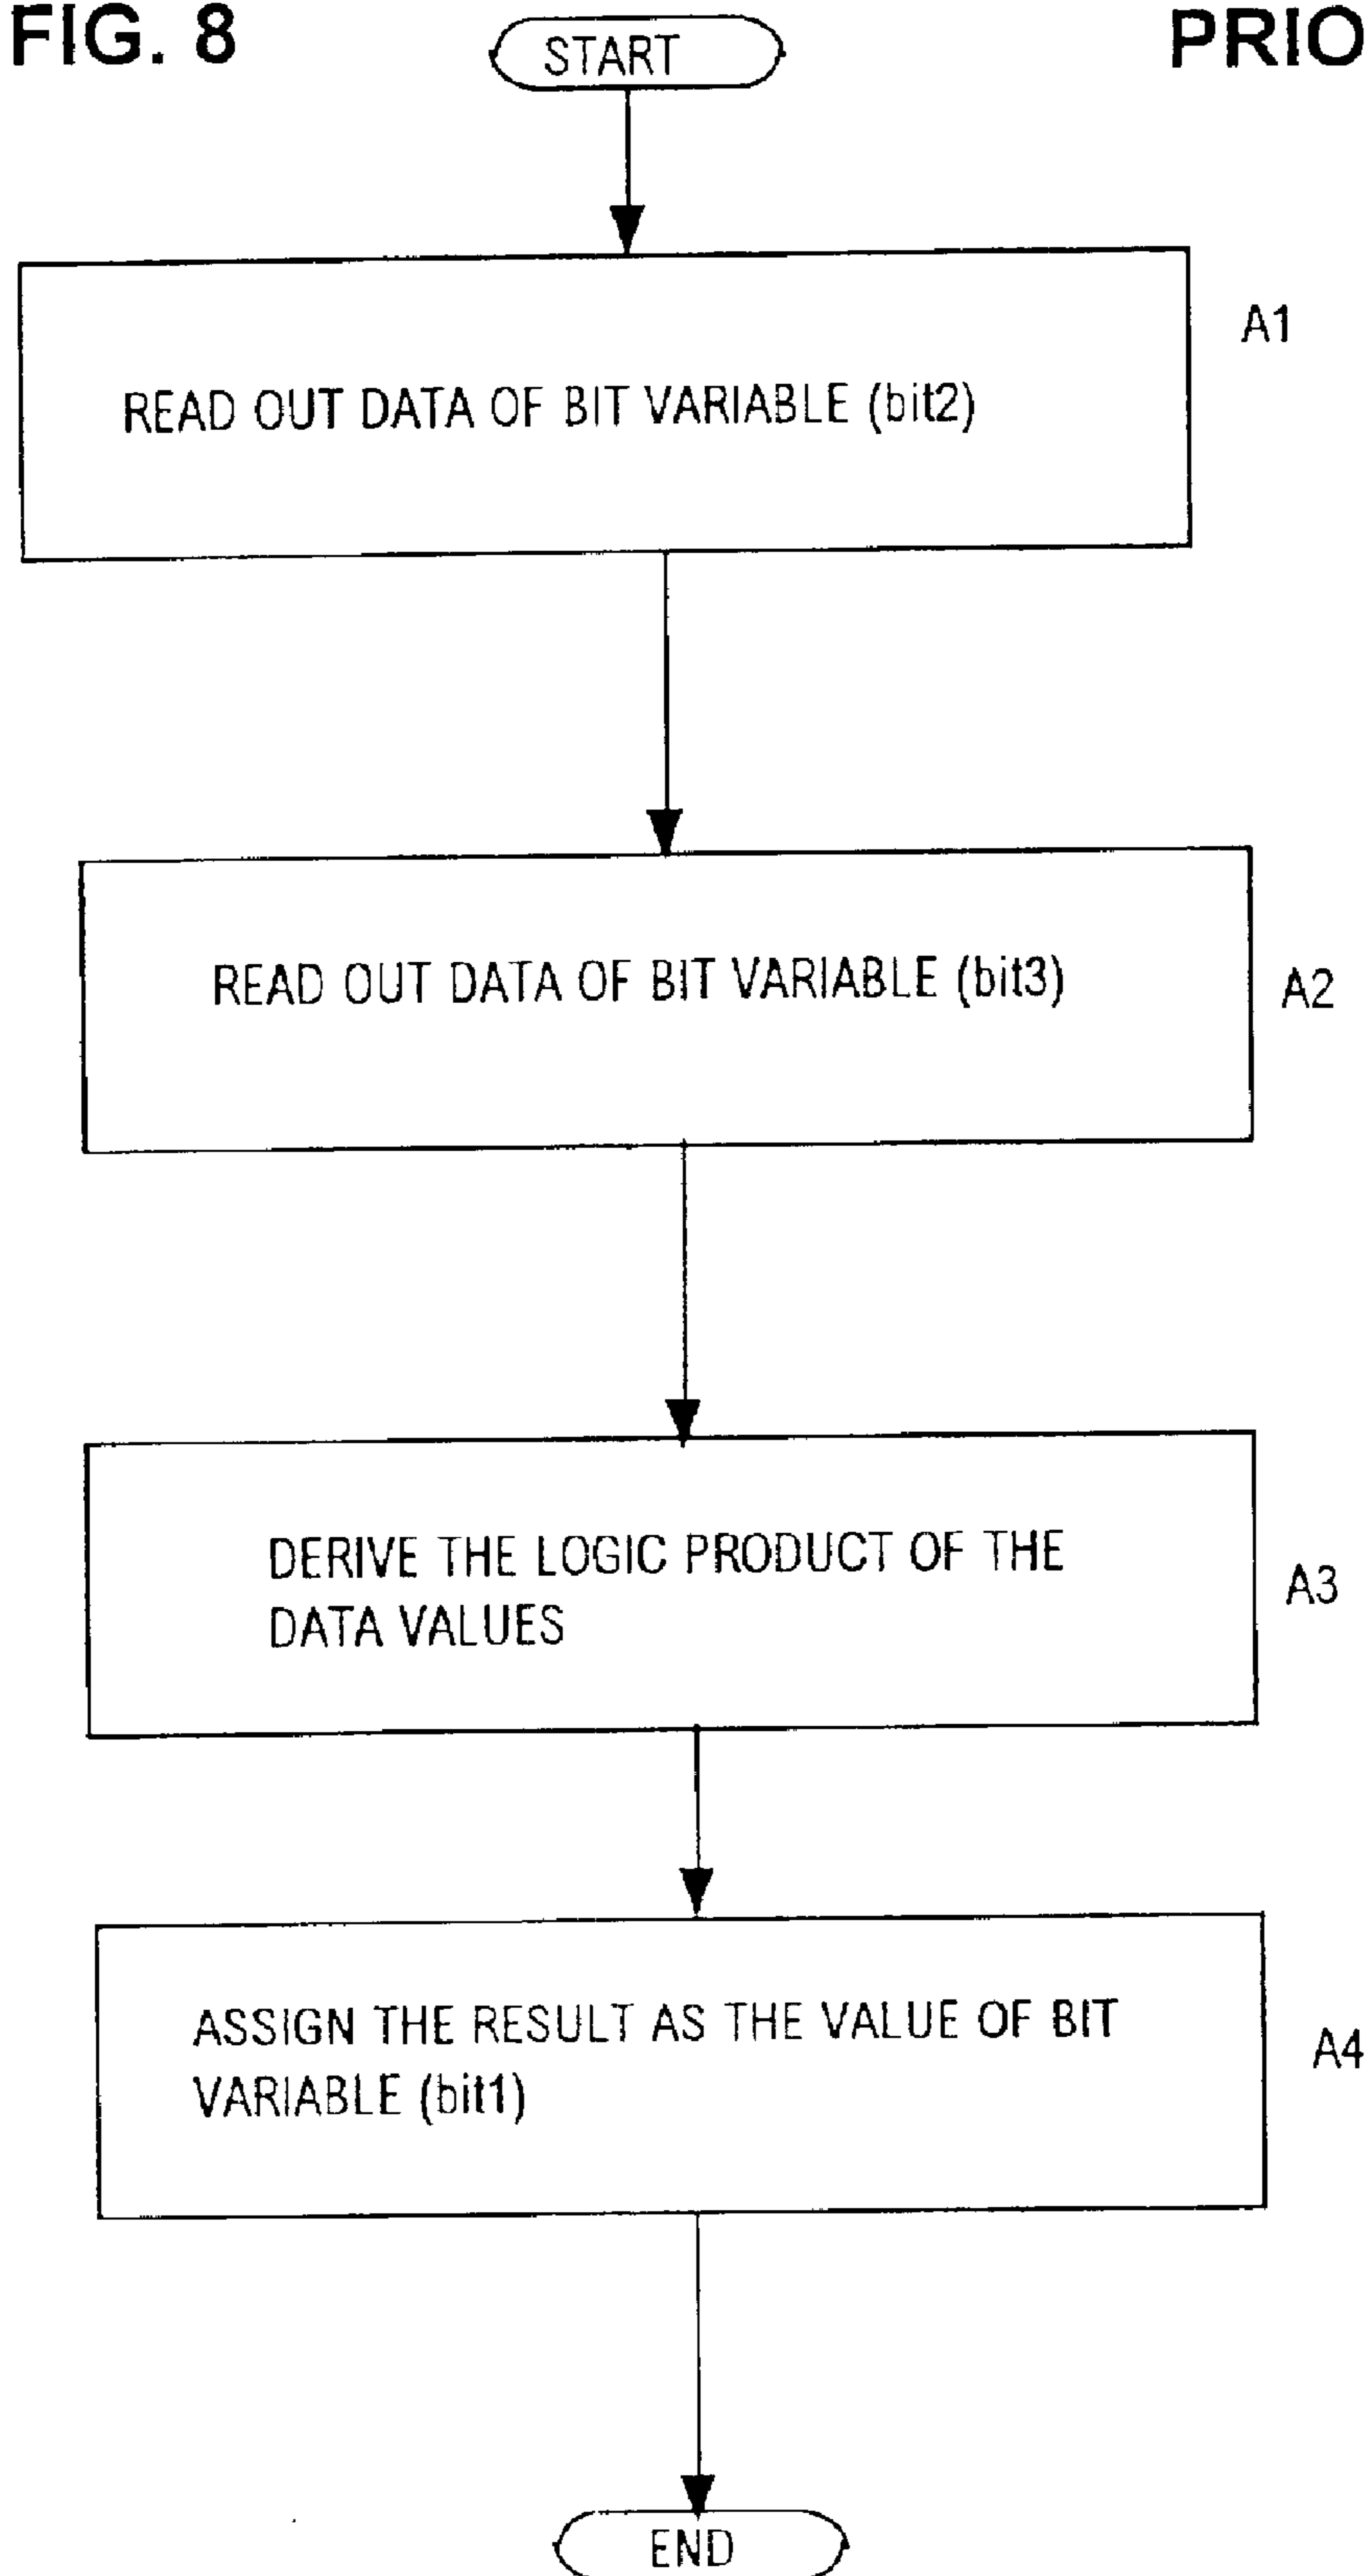 FIG. 8
PRIO
START
A1
READ OUT DATA OF BIT VARIABLE (bit2)
READ OUT DATA OF BIT VARIABLE (bit3)
A2
DERIVE THE LOGIC PRODUCT OF THE
DATA VALUES
A3
ASSIGN THE RESULT AS THE VALUE OF BIT
VARIABLE (bit1)
A4
END